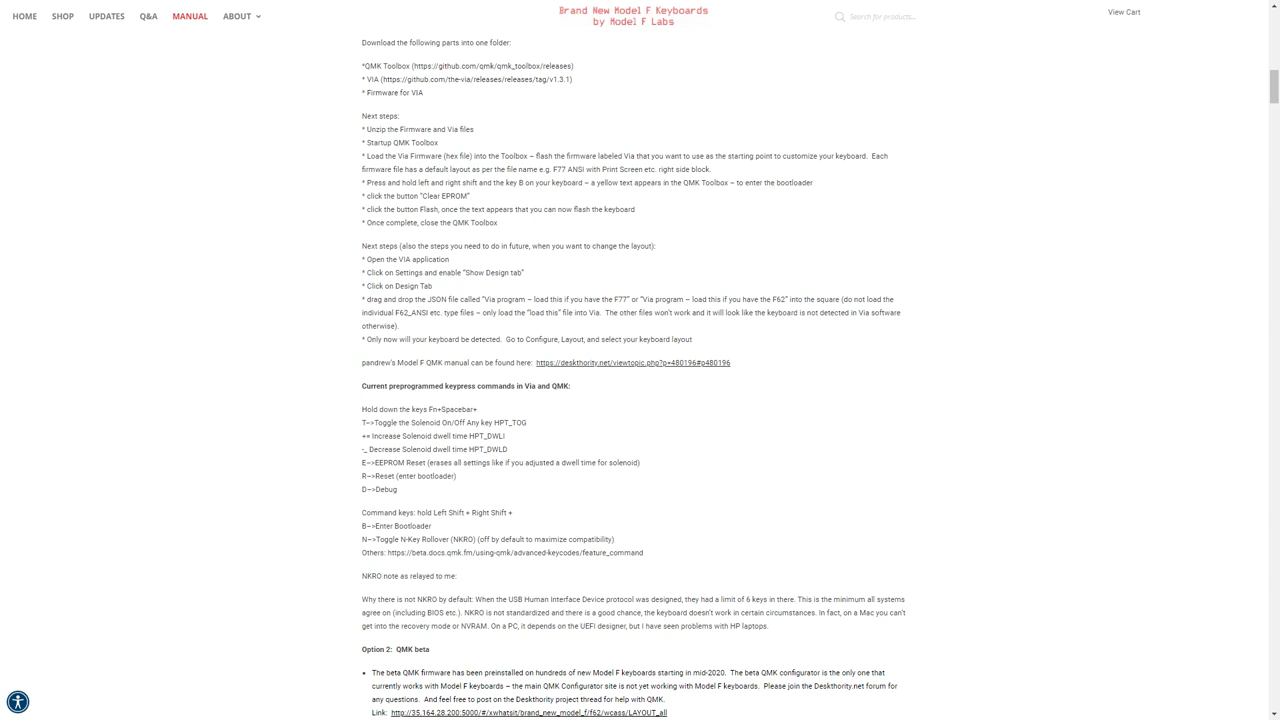 HOME
SHOP
UPDATES
Q&A
MANUAL
ABOUT
Brand New Model F Keyboards
by Model F Labs
Search for products...
View Cart
Download the following parts into one folder:
*QMK Toolbox (https://github.com/qmk/qmk_toolbox/releases)
* VIA (https://github.com/the-via/releases/releases/tag/v1.3.1)
* Firmware for VIA
Next steps:
* Unzip the Firmware and Via files
* Startup QMK Toolbox
* Load the Via Firmware (hex file) into the Toolbox – flash the firmware labeled Via that you want to use as the starting point to customize your keyboard.  Each
firmware file has a default layout as per the file name e.g. F77 ANSI with Print Screen etc. right side block.
* Press and hold left and right shift and the key B on your keyboard – a yellow text appears in the QMK Toolbox – to enter the bootloader
* click the button “Clear EPROM”
* click the button Flash, once the text appears that you can now flash the keyboard
* Once complete, close the QMK Toolbox
Next steps (also the steps you need to do in future, when you want to change the layout):
* Open the VIA application
* Click on Settings and enable “Show Design tab”
* Click on Design Tab
* drag and drop the JSON file called “Via program – load this if you have the F77” or “Via program – load this if you have the F62” into the square (do not load the
individual F62_ANSI etc. type files – only load the “load this” file into Via.  The other files won’t work and it will look like the keyboard is not detected in Via software
otherwise).
* Only now will your keyboard be detected.  Go to Configure, Layout, and select your keyboard layout
pandrew’s Model F QMK manual can be found here:  https://deskthority.net/viewtopic.php?p=480196#p480196
Current preprogrammed keypress commands in Via and QMK:
Hold down the keys Fn+Spacebar+
T–>Toggle the Solenoid On/Off Any key HPT_TOG
+= Increase Solenoid dwell time HPT_DWLI
-_ Decrease Solenoid dwell time HPT_DWLD
E–>EEPROM Reset (erases all settings like if you adjusted a dwell time for solenoid)
R–>Reset (enter bootloader)
D–>Debug
Command keys: hold Left Shift + Right Shift +
B–>Enter Bootloader
N–>Toggle N-Key Rollover (NKRO) (off by default to maximize compatibility)
Others: https://beta.docs.qmk.fm/using-qmk/advanced-keycodes/feature_command
NKRO note as relayed to me:
Why there is not NKRO by default: When the USB Human Interface Device protocol was designed, they had a limit of 6 keys in there. This is the minimum all systems
agree on (including BIOS etc.). NKRO is not standardized and there is a good chance, the keyboard doesn’t work in certain circumstances. In fact, on a Mac you can’t
get into the recovery mode or NVRAM. On a PC, it depends on the UEFI designer, but I have seen problems with HP laptops.
Option 2:  QMK beta
• The beta QMK firmware has been preinstalled on hundreds of new Model F keyboards starting in mid-2020.  The beta QMK configurator is the only one that
currently works with Model F keyboards – the main QMK Configurator site is not yet working with Model F keyboards.  Please join the Deskthority.net forum for
any questions.  And feel free to post on the Deskthority project thread for help with QMK.
Link:  http://35.164.28.200:5000/#/xwhatsit/brand_new_model_f/f62/wcass/LAYOUT_all